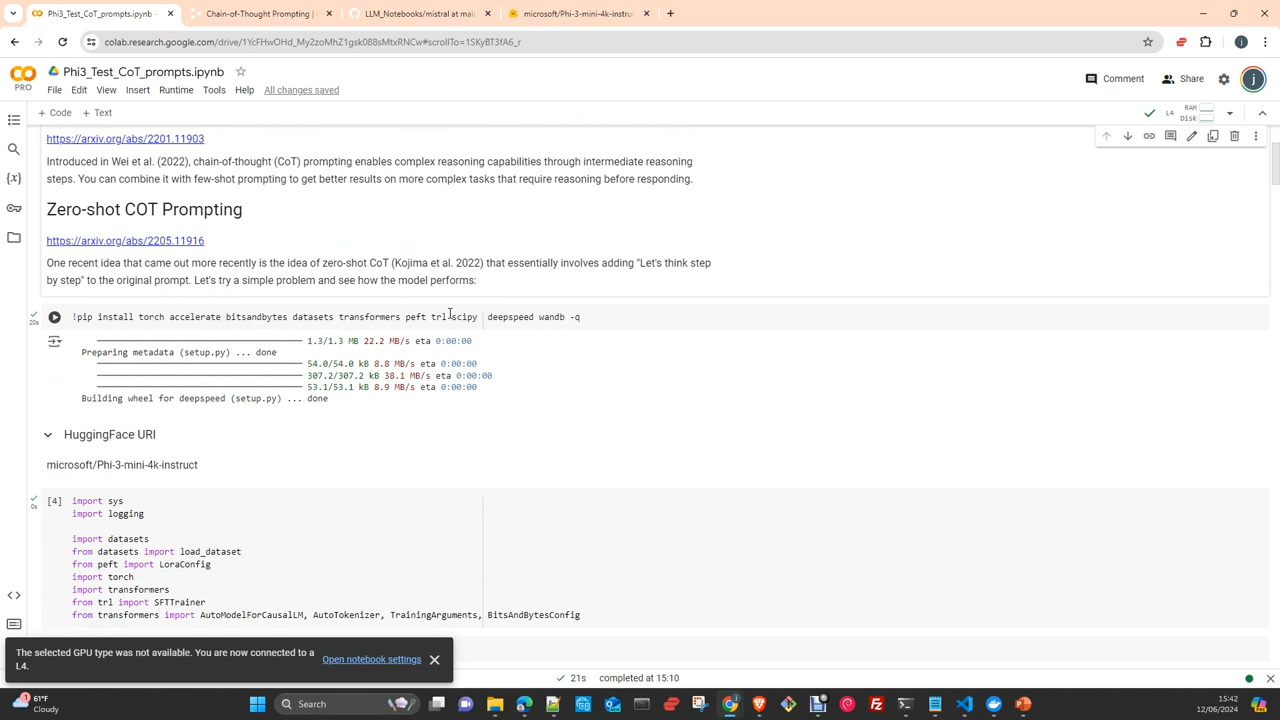 Phi3_Test_CoT_prompts.ipynb
Chain-of-Thought Prompting | T
LLM_Notebooks/mistral at main
microsoft/Phi-3-mini-4k-instruc
colab.research.google.com/drive/1YcFHwOHd_My2zoMhZ1gsk088sMtxRNCw#scrollTo=1SKyBT3fA6_r
PRO
Phi3_Test_CoT_prompts.ipynb
Comment
Share
File Edit View Insert Runtime Tools Help All changes saved
+ Code + Text
L4 RAM Disk
https://arxiv.org/abs/2201.11903
Introduced in Wei et al. (2022), chain-of-thought (CoT) prompting enables complex reasoning capabilities through intermediate reasoning
steps. You can combine it with few-shot prompting to get better results on more complex tasks that require reasoning before responding.
Zero-shot COT Prompting
https://arxiv.org/abs/2205.11916
One recent idea that came out more recently is the idea of zero-shot CoT (Kojima et al. 2022) that essentially involves adding "Let's think step
by step" to the original prompt. Let's try a simple problem and see how the model performs:
20s
!pip install torch accelerate bitsandbytes datasets transformers peft trl scipy deepspeed wandb -q
1.3/1.3 MB 22.2 MB/s eta 0:00:00
Preparing metadata (setup.py) ... done
54.0/54.0 kB 8.8 MB/s eta 0:00:00
307.2/307.2 kB 38.1 MB/s eta 0:00:00
53.1/53.1 kB 8.9 MB/s eta 0:00:00
Building wheel for deepspeed (setup.py) ... done
HuggingFace URI
microsoft/Phi-3-mini-4k-instruct
0s
[4] import sys
import logging
import datasets
from datasets import load_dataset
from peft import LoraConfig
import torch
import transformers
from trl import SFTTrainer
from transformers import AutoModelForCausalLM, AutoTokenizer, TrainingArguments, BitsAndBytesConfig
The selected GPU type was not available. You are now connected to a
L4.
Open notebook settings
21s completed at 15:10
61°F
Cloudy
Search
15:42
12/06/2024